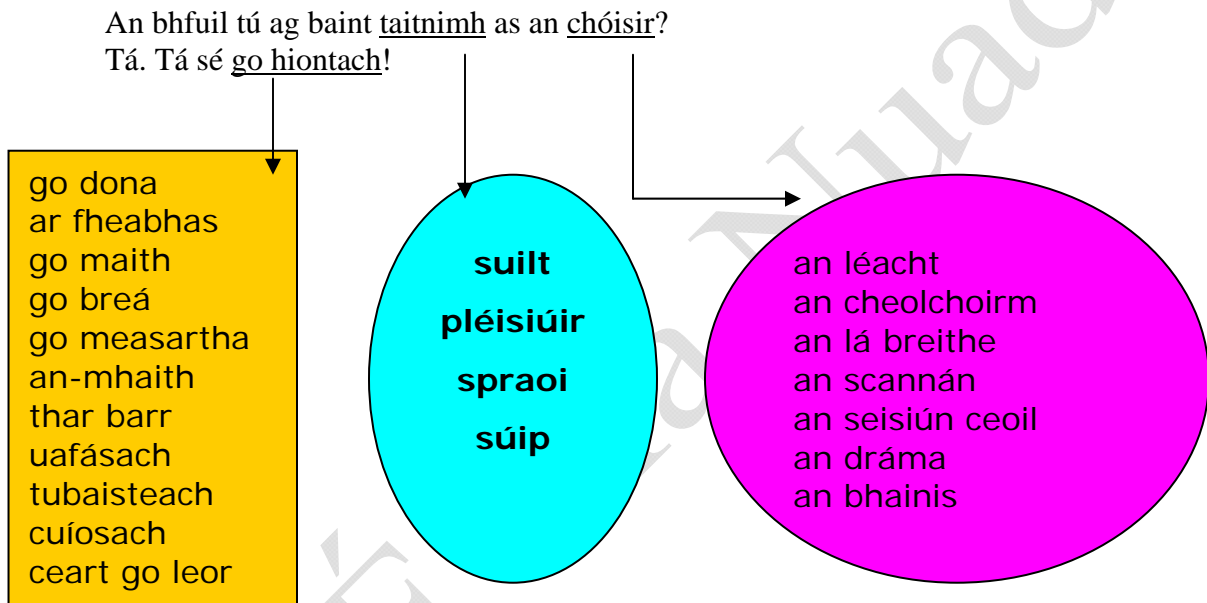 An bhfuil tú ag baint taitnimh as an chóisir?
Tá. Tá sé go hiontach!
go dona
ar fheabhas
go maith
go breá
go measartha
an-mhaith
thar barr
uafásach
tubaisteach
cuíosach
ceart go leor
suilt
pléisiúir
spraoi
súip
an léacht
an cheolchoirm
an lá breithe
an scannán
an seisiún ceoil
an dráma
an bhainis